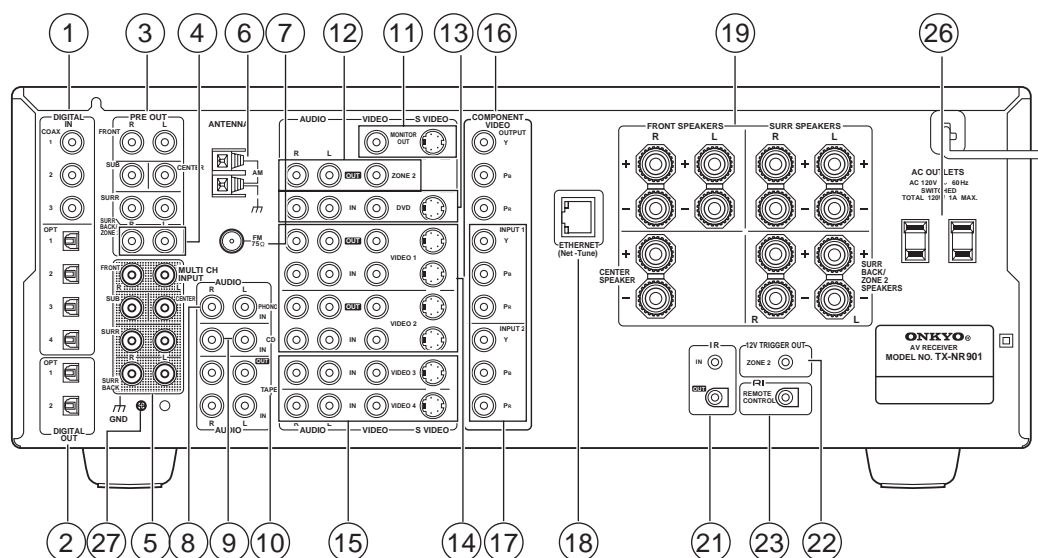 1 3 4 6 7 12 11 13 16 19 26
DIGITAL
IN
COAX
1
2
3
OPT
1
2
3
4
OPT
1
2
DIGITAL
OUT
PRE OUT
R L
FRONT
SUB CENTER
SURR
R L
SURR
BACK/
ZONE 2
MULTI CH
INPUT
FRONT
R L
SUB CENTER
SURR
R L
SURR
BACK
GND
ANTENNA
AM
FM
75Ω
AUDIO
R L
PHONO
IN
CD
IN
OUT
TAPE
IN
R L
AUDIO
AUDIO VIDEO S VIDEO
MONITOR
OUT
R L
OUT ZONE 2
IN DVD
OUT
VIDEO 1
IN
OUT
VIDEO 2
IN
IN VIDEO 3
IN VIDEO 4
R L
AUDIO VIDEO S VIDEO
COMPONENT
VIDEO
OUTPUT
Y
PB
PR
INPUT 1
Y
PB
PR
INPUT 2
Y
PB
PR
ETHERNET
(Net -Tune)
FRONT SPEAKERS
R L
SURR SPEAKERS
R L
+ − + −
+ − + −
CENTER
SPEAKER
+
−
+ − + −
SURR
BACK/
ZONE 2
SPEAKERS
R L
IR
IN
OUT
12V TRIGGER OUT
ZONE 2
RI
REMOTE
CONTROL
AC OUTLETS
AC 120V ~ 60Hz
SWITCHED
TOTAL 120W 1A MAX.
ONKYO®
AV RECEIVER
MODEL NO. TX-NR901
2 27 5 8 9 10 15 14 17 18 21 23 22